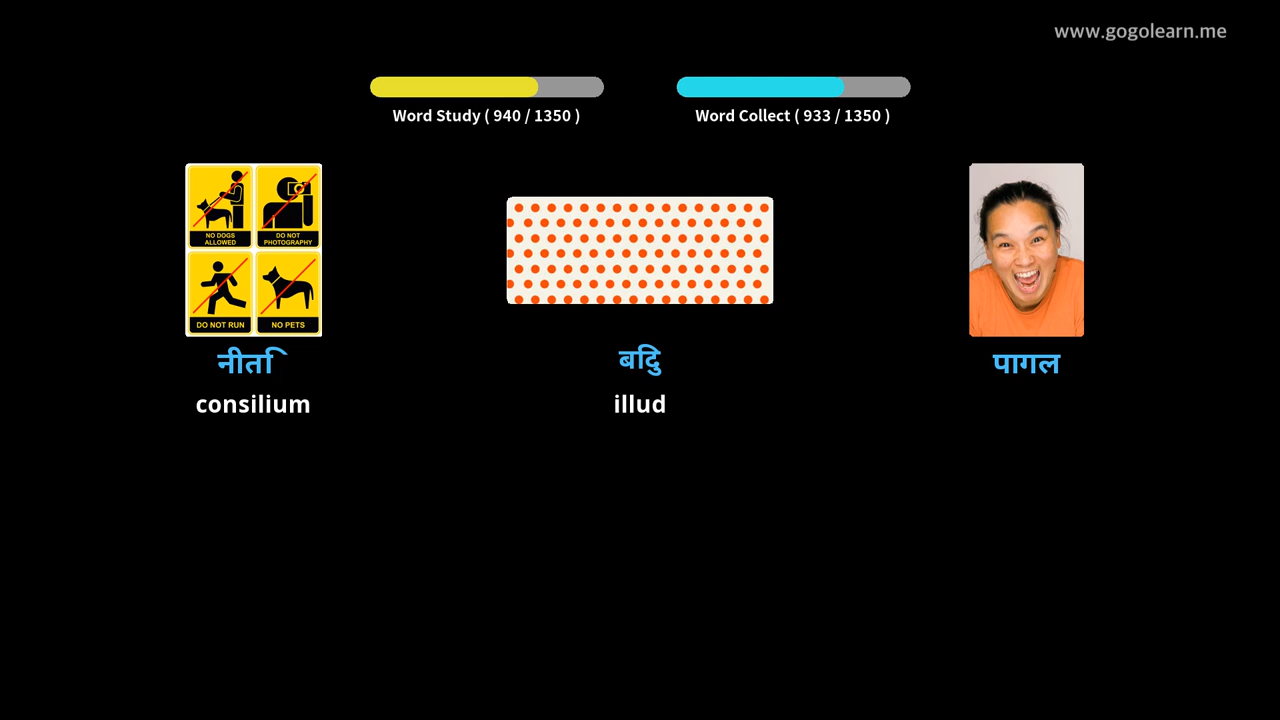 www.gogolearn.me
Word Study ( 940 / 1350 )
Word Collect ( 933 / 1350 )
NO DOGS
ALLOWED
DO NOT
PHOTOGRAPHY
DO NOT RUN
NO PETS
नीति
बिंदु
पागल
consilium
illud